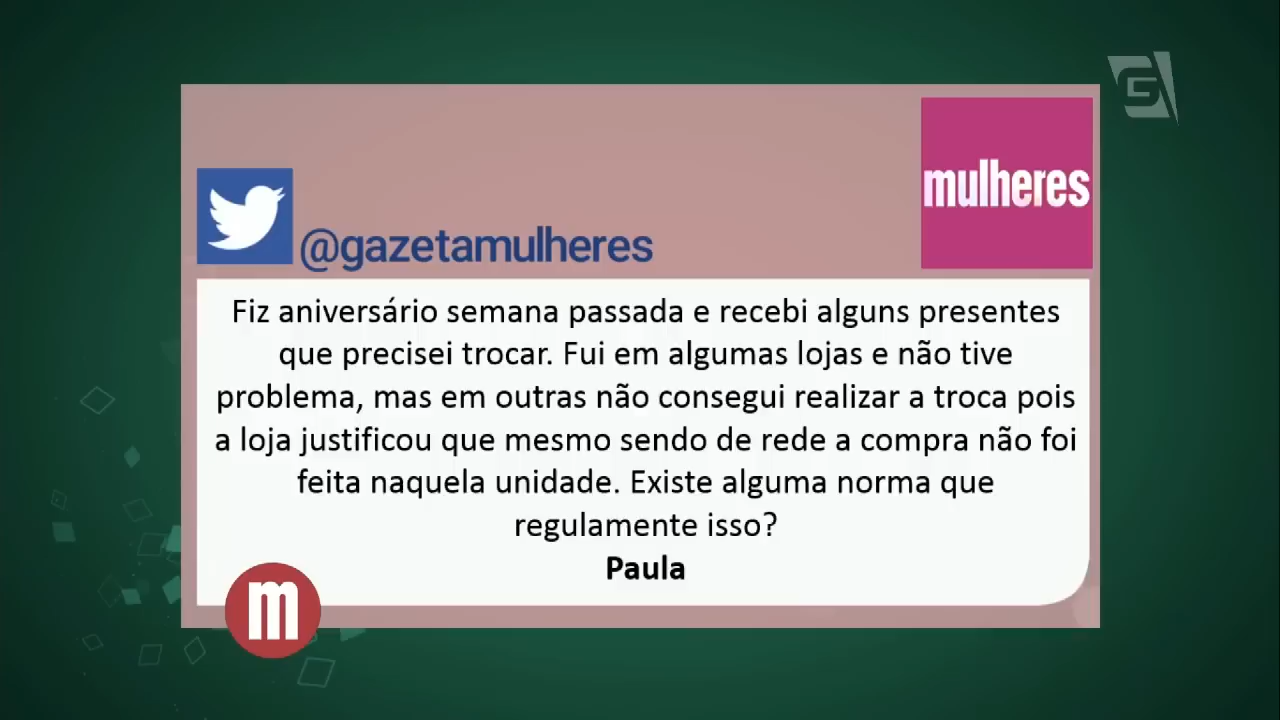 mulheres
@gazetamulheres
Fiz aniversário semana passada e recebi alguns presentes
que precisei trocar. Fui em algumas lojas e não tive
problema, mas em outras não consegui realizar a troca pois
a loja justificou que mesmo sendo de rede a compra não foi
feita naquela unidade. Existe alguma norma que
regulamente isso?
Paula
m
G